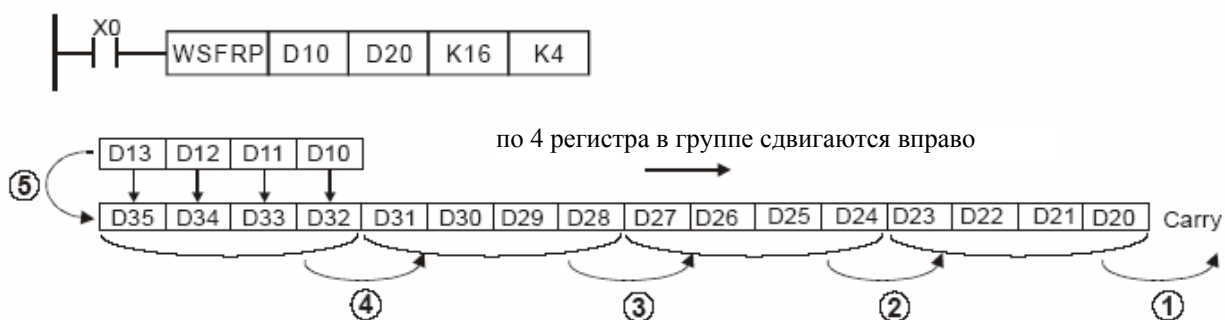 X0
WSFRP D10 D20 K16 K4
по 4 регистра в группе сдвигаются вправо
D13 D12 D11 D10
5
D35 D34 D33 D32 D31 D30 D29 D28 D27 D26 D25 D24 D23 D22 D21 D20 Carry
4 3 2 1